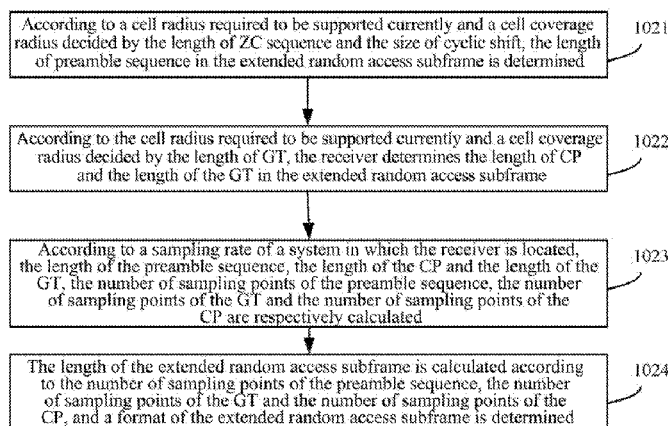 According to a cell radius required to be supported currently and a cell coverage
radius decided by the length of ZC sequence and the size of cyclic shift, the length
of preamble sequence in the extended random access subframe is determined
1021
According to the cell radius required to be supported currently and a cell coverage
radius decided by the length of GT, the receiver determines the length of CP
and the length of the GT in the extended random access subframe
1022
According to a sampling rate of a system in which the receiver is located,
the length of the preamble sequence, the length of the CP and the length of the
GT, the number of sampling points of the preamble sequence, the number
of sampling points of the GT and the number of sampling points of the
CP are respectively calculated
1023
The length of the extended random access subframe is calculated according
to the number of sampling points of the preamble sequence, the number
of sampling points of the GT and the number of sampling points of the
CP, and a format of the extended random access subframe is determined
1024